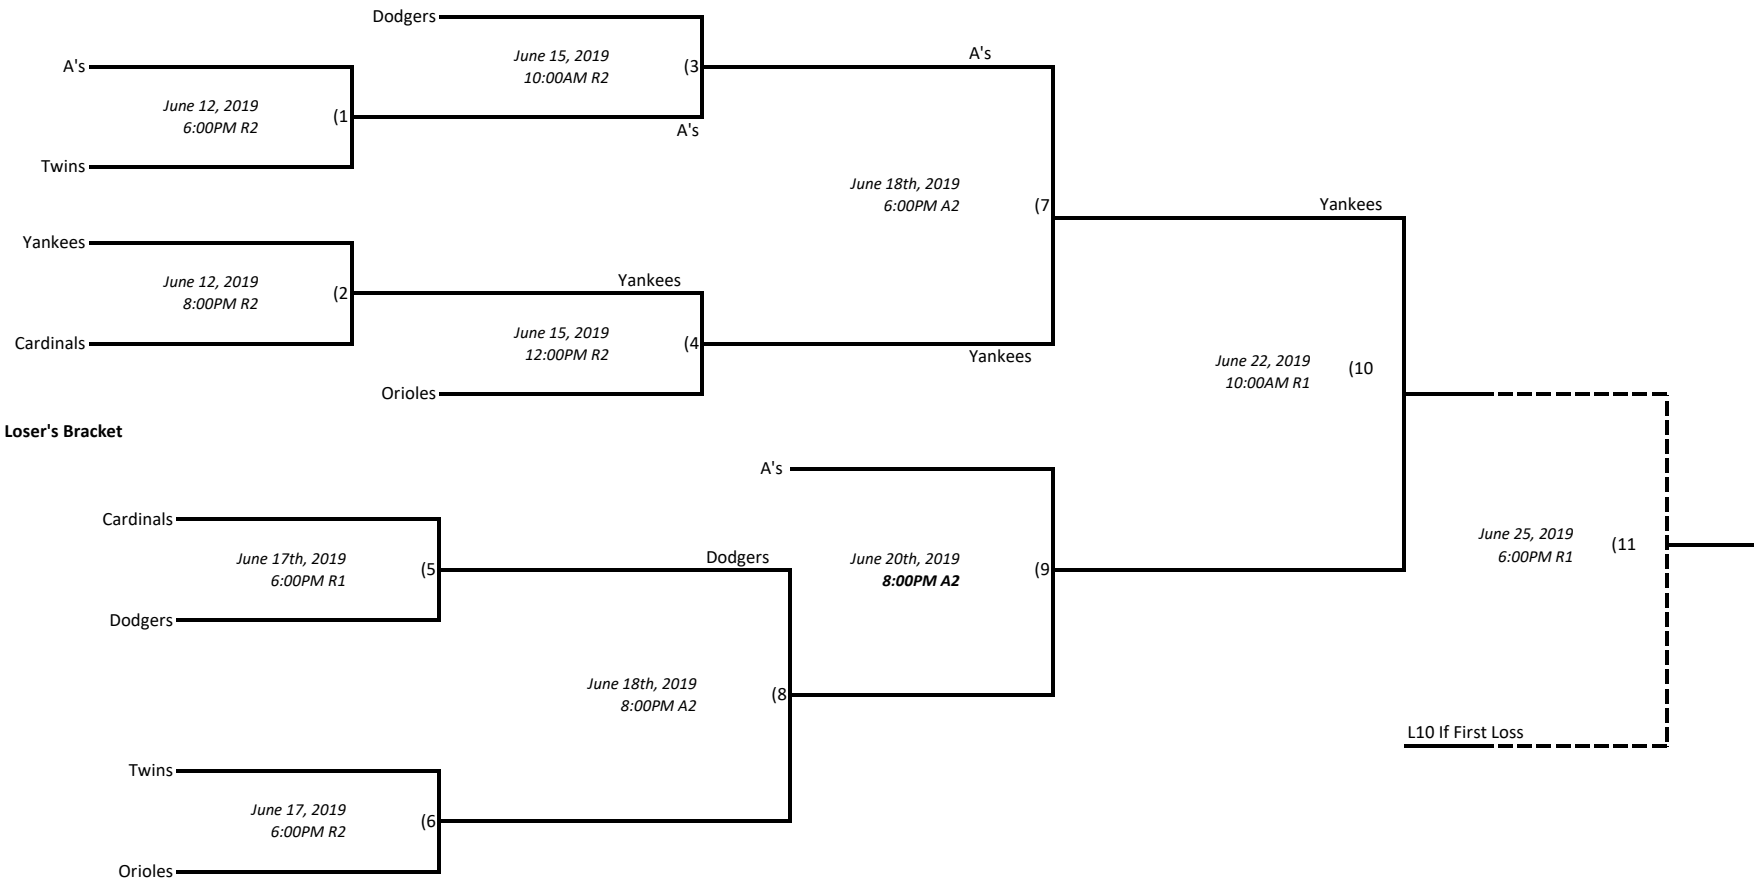 Dodgers
June 15, 2019
10:00AM R2
(3
A's
A's
June 12, 2019
6:00PM R2
(1
A's
Twins
June 18th, 2019
6:00PM A2
(7
Yankees
Yankees
June 12, 2019
8:00PM R2
(2
Yankees
Cardinals
June 15, 2019
12:00PM R2
(4
Yankees
Orioles
June 22, 2019
10:00AM R1
(10
Loser's Bracket
A's
Cardinals
June 17th, 2019
6:00PM R1
(5
Dodgers
Dodgers
June 20th, 2019
8:00PM A2
(9
June 25, 2019
6:00PM R1
(11
June 18th, 2019
8:00PM A2
(8
L10 If First Loss
Twins
June 17, 2019
6:00PM R2
(6
Orioles